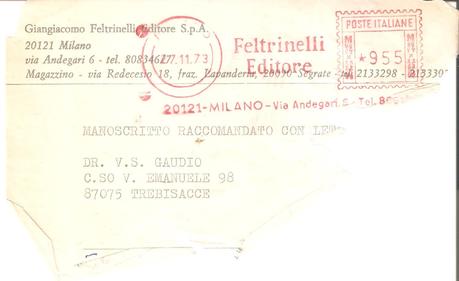 Giangiacomo Feltrinelli Editore S.p.A.
20121 Milano
via Andegari 6 - tel. 808346
Magazzino - via Redecesio 18, fraz. Lavanderie, 20090 Segrate - tel. 2133298 -
7.11.73
Feltrinelli
Editore
POSTE ITALIANE
*955
20121-MILANO-Via Andegari, 6 - Tel.
MANOSCRITTO RACCOMANDATO CON
DR. V.S. GAUDIO
C.SO V. EMANUELE 98
87075 TREBISACCE